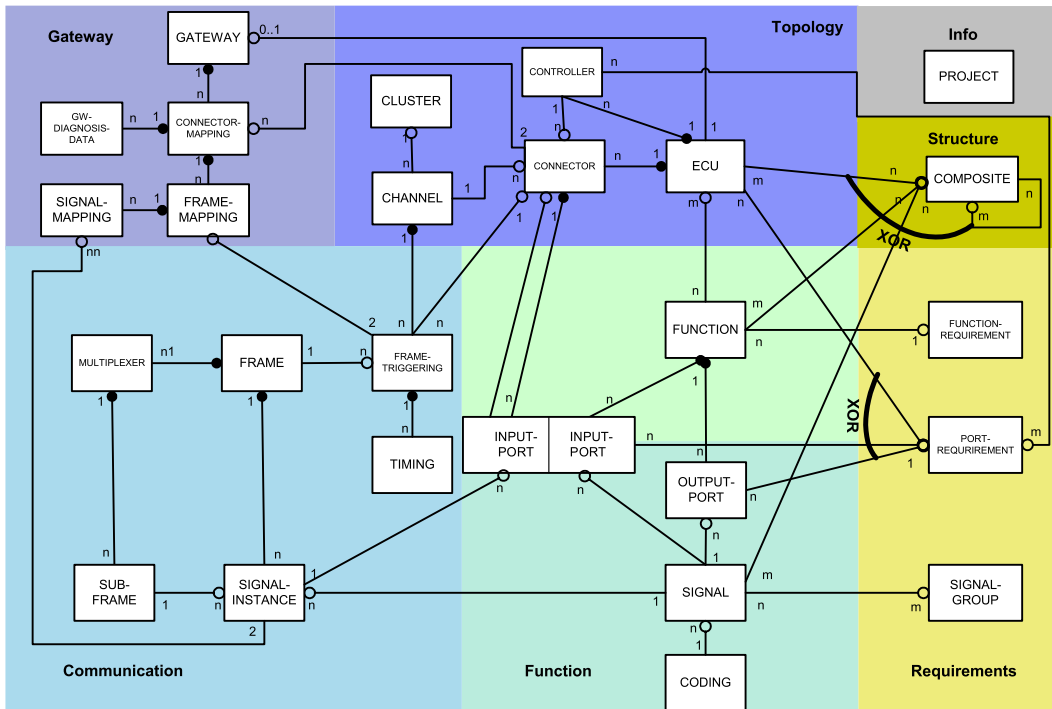 Gateway
GATEWAY
0..1
Topology
Info
PROJECT
CONTROLLER
n
n
1
n
CLUSTER
1
n
1
n
GW-
DIAGNOSIS-
DATA
n
1
CONNECTOR-
MAPPING
n
2
CONNECTOR
n
1
1
ECU
m
n
Structure
n
COMPOSITE
n
n
n
m
XOR
1
n
SIGNAL-
MAPPING
n
1
FRAME-
MAPPING
CHANNEL
1
n
1
1
1
1
m
nn
2
n
n
n
FUNCTION
m
n
FUNCTION-
REQUIREMENT
1
MULTIPLEXER
n1
FRAME
1
n
FRAME-
TRIGGERING
1
1
1
n
TIMING
n
n
n
1
INPUT-
PORT
INPUT-
PORT
n
n
n
n
OUTPUT-
PORT
n
n
XOR
1
PORT-
REQURIREMENT
m
n
n
SUB-
FRAME
1
n
SIGNAL-
INSTANCE
1
n
2
1
1
SIGNAL
m
n
n
1
CODING
m
SIGNAL-
GROUP
Communication
Function
Requirements